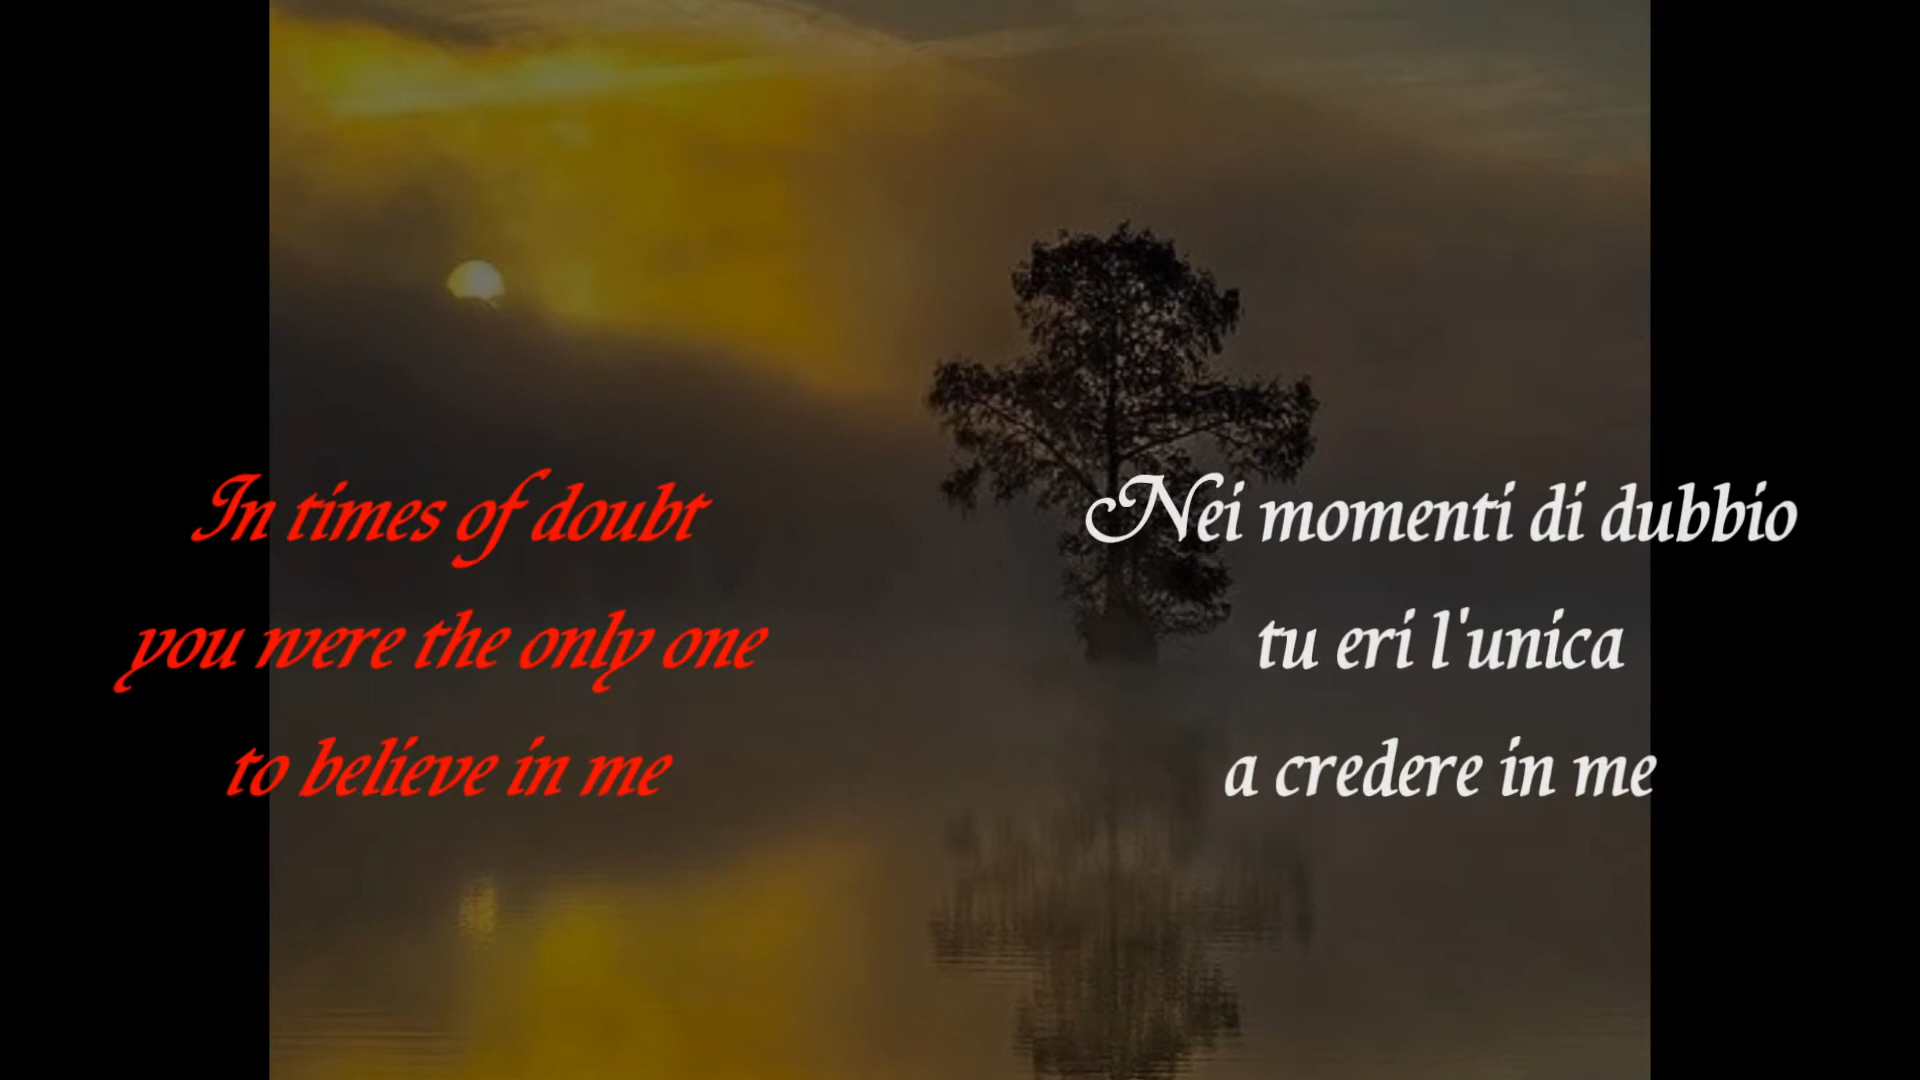 In times of doubt
you were the only one
to believe in me
Nei momenti di dubbio
tu eri l'unica
a credere in me